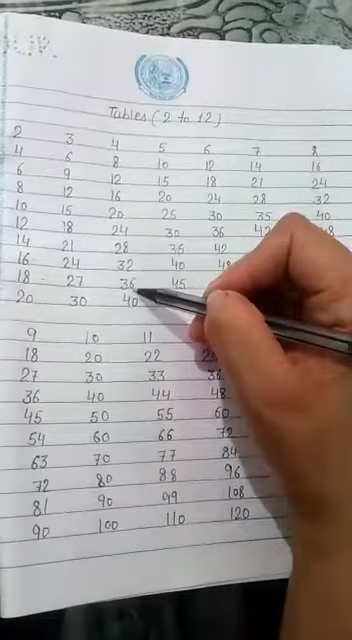 Tables (2 to 12)
2 3 4 5 6 7 8
4 6 8 10 12 14 16
6 9 12 15 18 21 24
8 12 16 20 24 28 32
10 15 20 25 30 35 40
12 18 24 30 36 42 48
14 21 28 35 42
16 24 32 40 48
18 27 36 45
20 30 40
9 10 11
18 20 22
27 30 33 36
36 40 44 48
45 50 55 60
54 60 66 72
63 70 77 84
72 80 88 96
81 90 99 108
90 100 110 120